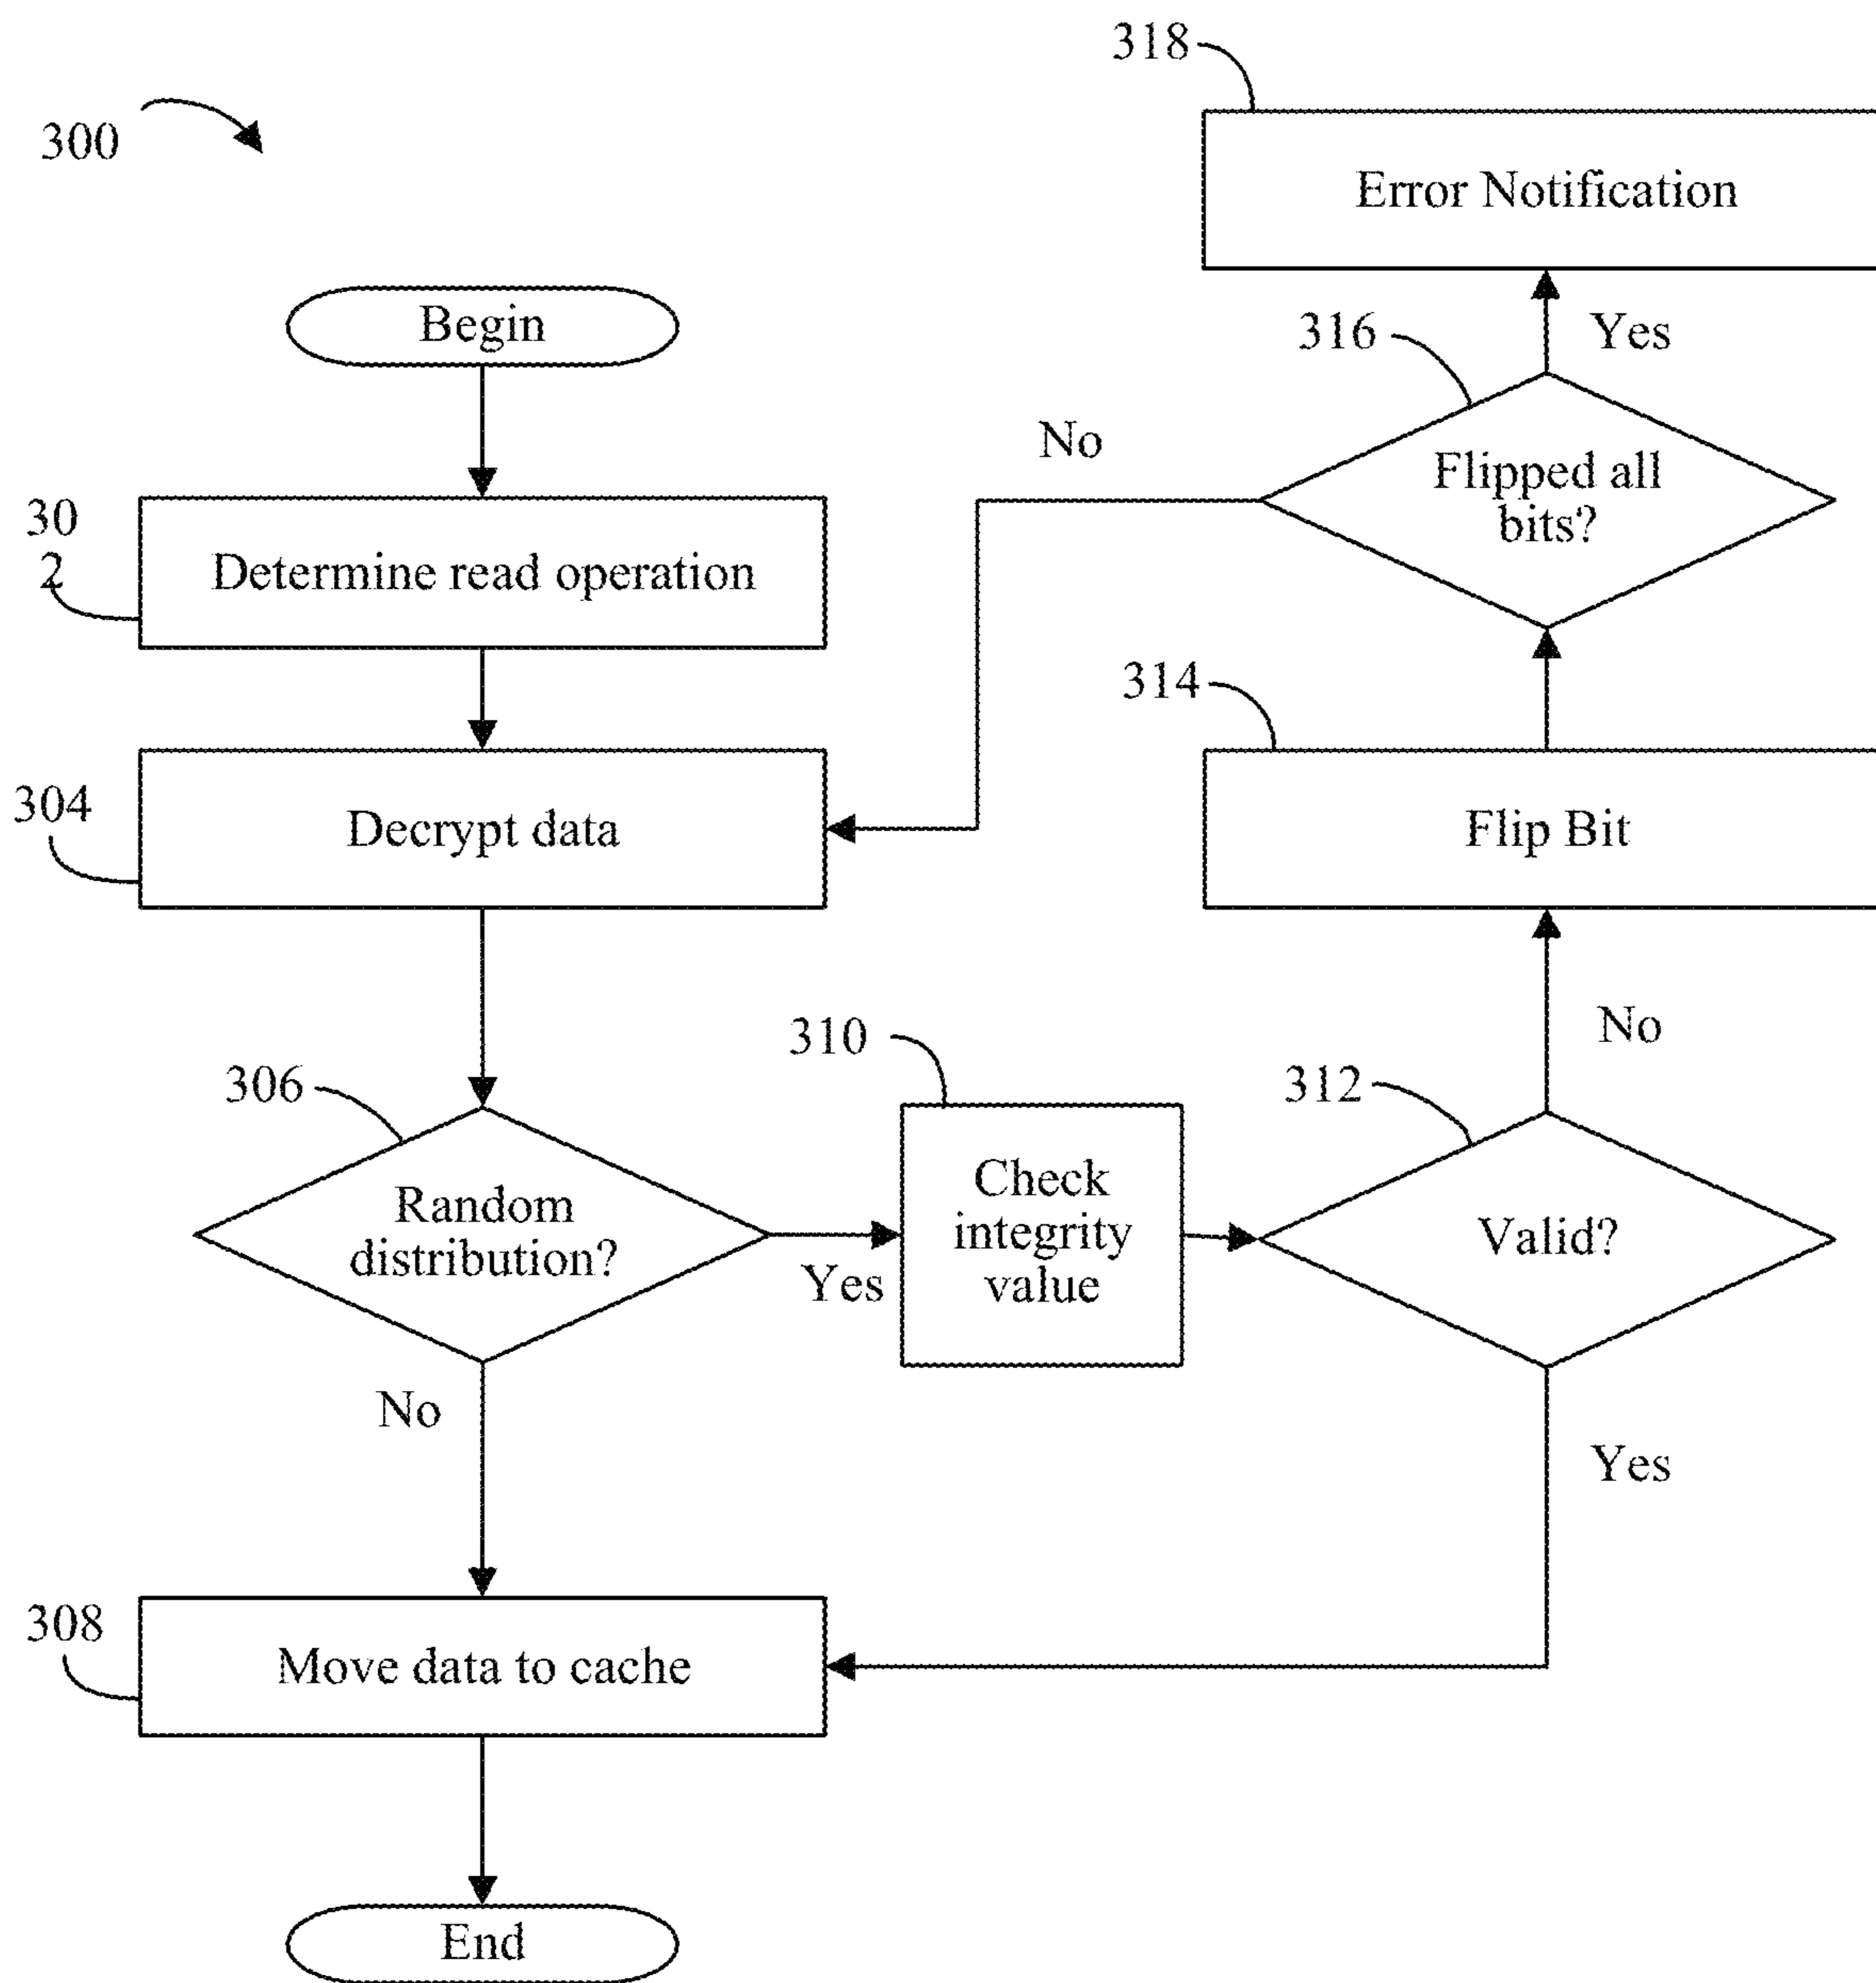 318
300
Error Notification
Begin
316
Yes
No
Flipped all
bits?
30
2
Determine read operation
314
304
Decrypt data
Flip Bit
310
No
306
312
Random
distribution?
Yes
Check
integrity
value
Valid?
No
Yes
308
Move data to cache
End